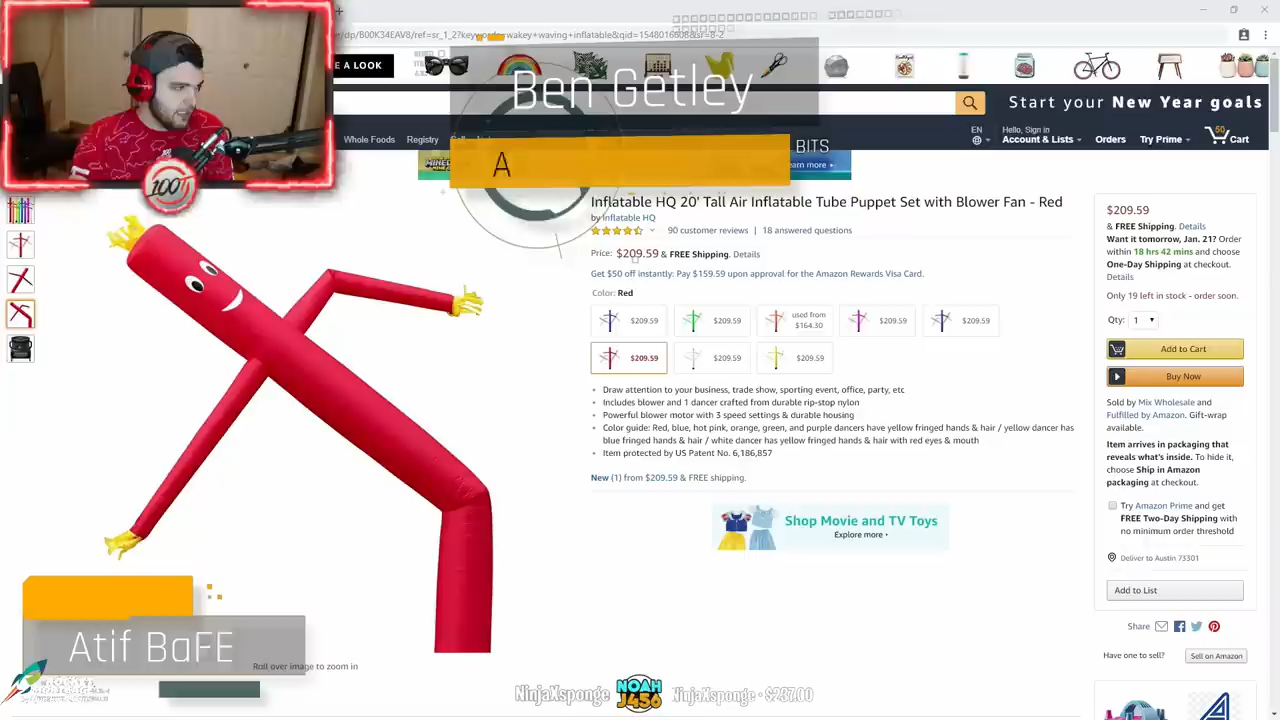 /dp/B00K34EAV8/ref=sr_1_2?
E A LOOK
Ben Getley
A
BITS
Start your New Year goals
Whole Foods
Registry
EN
Hello, Sign in
Account & Lists
Orders
Try Prime
50
Cart
earn more
100T
Inflatable HQ 20' Tall Air Inflatable Tube Puppet Set with Blower Fan - Red
by Inflatable HQ
90 customer reviews | 18 answered questions
Price: $209.59 & FREE Shipping. Details
Get $50 off instantly: Pay $159.59 upon approval for the Amazon Rewards Visa Card.
Color: Red
$209.59
$209.59
used from
$164.30
$209.59
$209.59
$209.59
$209.59
$209.59
• Draw attention to your business, trade show, sporting event, office, party, etc
• Includes blower and 1 dancer crafted from durable rip-stop nylon
• Powerful blower motor with 3 speed settings & durable housing
• Color guide: Red, blue, hot pink, orange, green, and purple dancers have yellow fringed hands & hair / yellow dancer has
blue fringed hands & hair / white dancer has yellow fringed hands & hair with red eyes & mouth
• Item protected by US Patent No. 6,186,857
New (1) from $209.59 & FREE shipping.
Shop Movie and TV Toys
Explore more
$209.59
& FREE Shipping. Details
Want it tomorrow, Jan. 21? Order
within 18 hrs 42 mins and choose
One-Day Shipping at checkout.
Details
Only 19 left in stock - order soon.
Qty: 1
Add to Cart
Buy Now
Sold by Mix Wholesale and
Fulfilled by Amazon. Gift-wrap
available.
Item arrives in packaging that
reveals what's inside. To hide it,
choose Ship in Amazon
packaging at checkout.
Try Amazon Prime and get
FREE Two-Day Shipping with
no minimum order threshold
Deliver to Austin 73301
Add to List
Share
Have one to sell?
Sell on Amazon
Atif BaFE
Roll over image to zoom in
NinjaXsponge
NOAH
J456
NinjaXsponge • $237.00